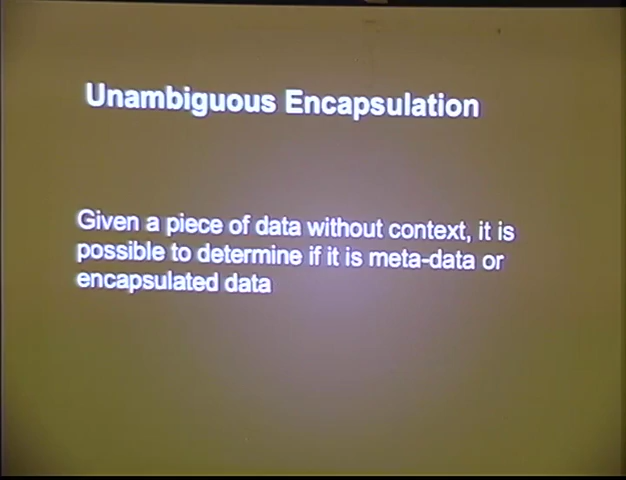 Unambiguous Encapsulation
Given a piece of data without context, it is
possible to determine if it is meta-data or
encapsulated data